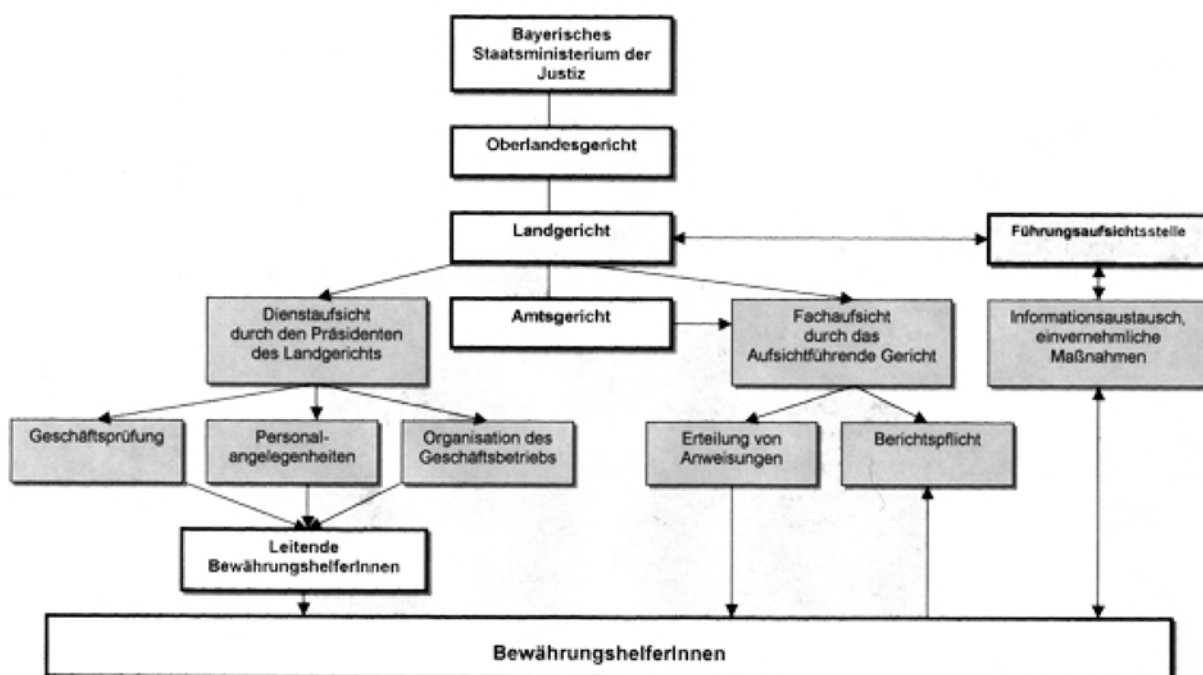 Bayerisches
Staatsministerium der
Justiz
Oberlandesgericht
Landgericht
Führungsaufsichtsstelle
Dienstaufsicht
durch den Präsidenten
des Landgerichts
Amtsgericht
Fachaufsicht
durch das
Aufsichtführende Gericht
Informationsaustausch,
einvernehmliche
Maßnahmen
Geschäftsprüfung
Personal-
angelegenheiten
Organisation des
Geschäftsbetriebs
Erteilung von
Anweisungen
Berichtspflicht
Leitende
BewährungshelferInnen
BewährungshelferInnen